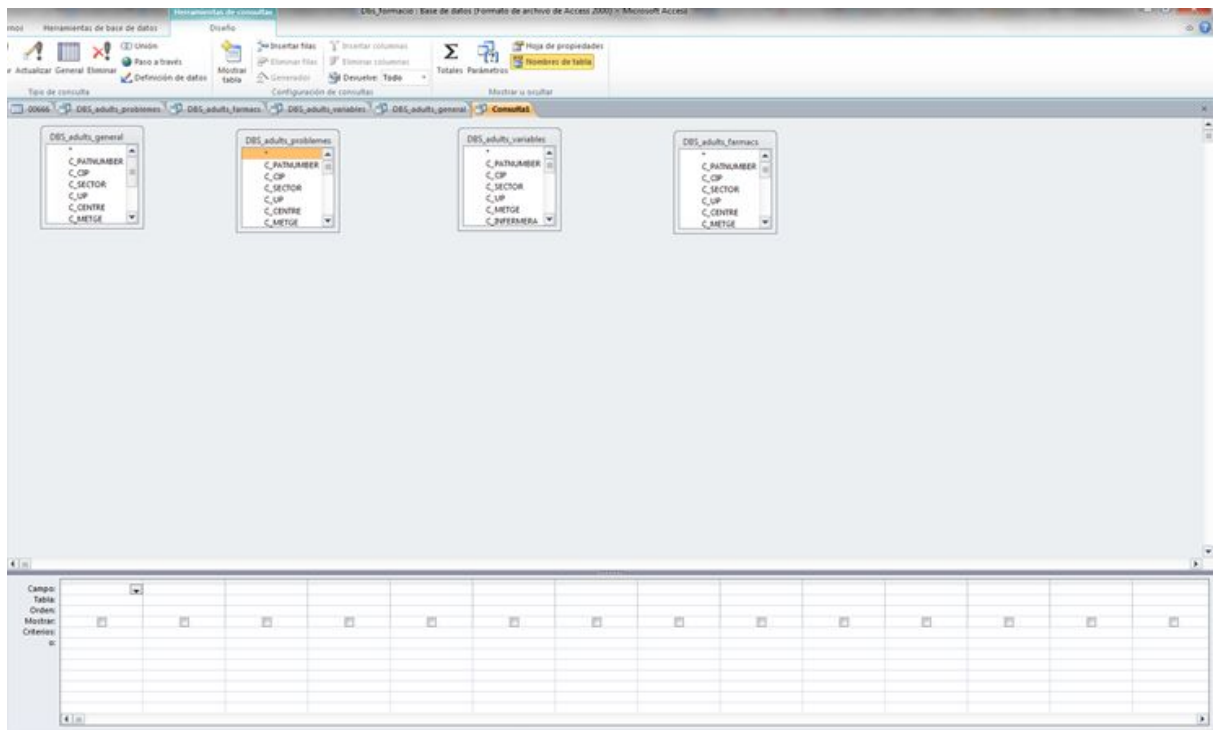 Herramientas de consultas
DBS_formació : Base de datos (Formato de archivo de Access 2000) - Microsoft Access
Herramientas de base de datos
Diseño
Actualizar General Eliminar
Unión
Paso a través
Definición de datos
Tipo de consulta
Mostrar tabla
Insertar filas
Eliminar filas
Generador
Insertar columnas
Eliminar columnas
Devuelve: Todo
Configuración de consultas
Totales Parámetros
Hoja de propiedades
Nombres de tabla
Mostrar u ocultar
00666 DBS_adults_problemes DBS_adults_farmacs DBS_adults_variables DBS_adults_general Consulta1
DBS_adults_general
*
C_PATNUMBER
C_CIP
C_SECTOR
C_UP
C_CENTRE
C_METGE
DBS_adults_problemes
*
C_PATNUMBER
C_CIP
C_SECTOR
C_UP
C_CENTRE
C_METGE
DBS_adults_variables
*
C_PATNUMBER
C_CIP
C_SECTOR
C_UP
C_METGE
C_INFERMERA
DBS_adults_farmacs
*
C_PATNUMBER
C_CIP
C_SECTOR
C_UP
C_CENTRE
C_METGE
Campo:
Tabla:
Orden:
Mostrar:
Criterios:
o: